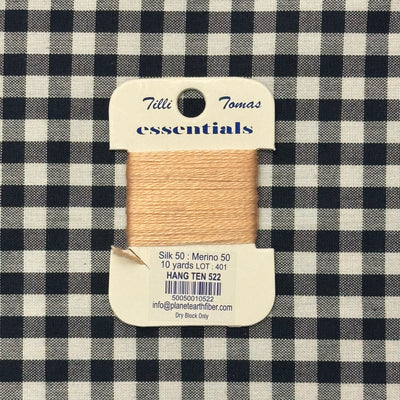 Tilli Tomas
essentials
Silk 50 : Merino 50
10 yards LOT : 401
HANG TEN 522
50050010522
info@planetearthfiber.com
Dry Block Only